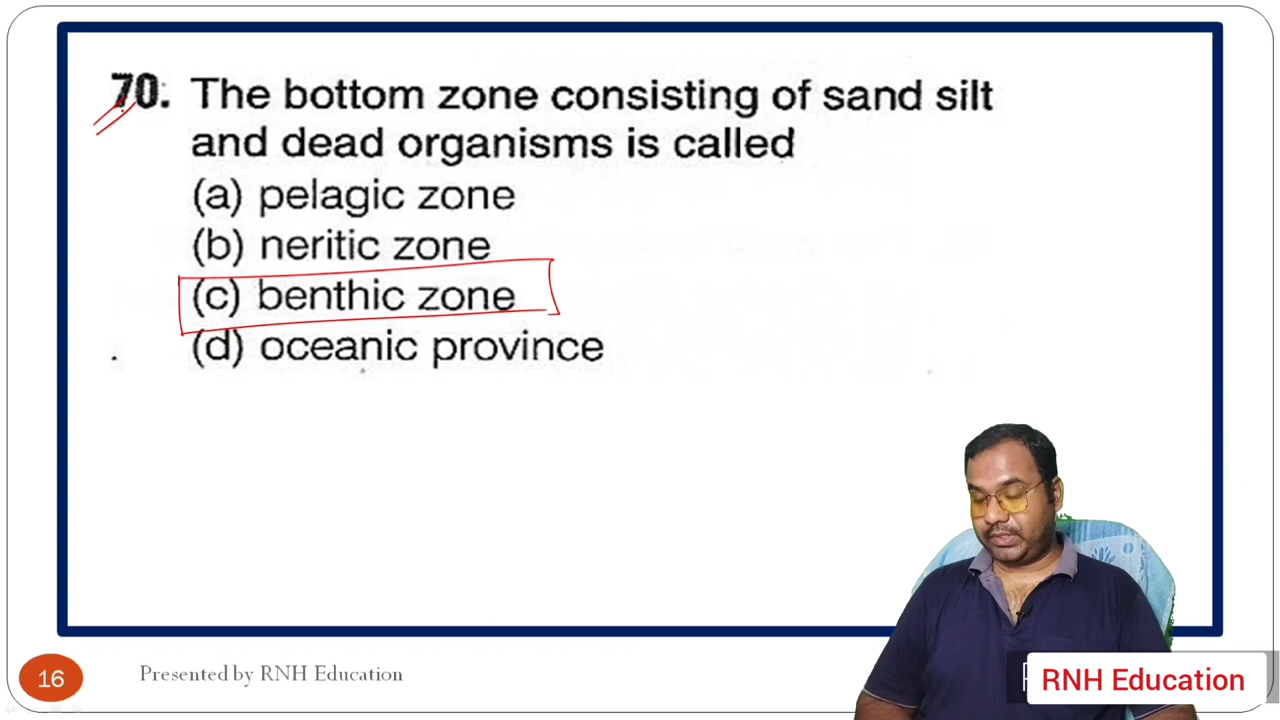 70. The bottom zone consisting of sand silt
and dead organisms is called
(a) pelagic zone
(b) neritic zone
(c) benthic zone
(d) oceanic province
16
Presented by RNH Education
RNH Education